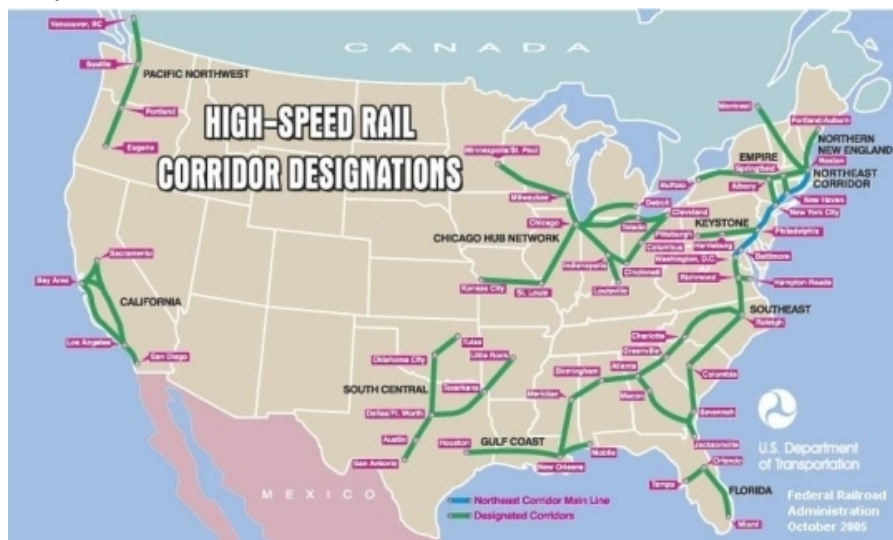 Vancouver, BC
CANADA
Seattle
PACIFIC NORTHWEST
Portland
Eugene
HIGH-SPEED RAIL
CORRIDOR DESIGNATIONS
Montreal
Portland/Auburn
NORTHERN
NEW ENGLAND
Boston
EMPIRE
Springfield
NORTHEAST
CORRIDOR
Buffalo
Albany
New Haven
New York City
Minneapolis/St. Paul
Milwaukee
Detroit
Chicago
Cleveland
Toledo
CHICAGO HUB NETWORK
KEYSTONE
Pittsburgh
Harrisburg
Philadelphia
Columbus
Washington, D.C.
Baltimore
Indianapolis
Cincinnati
Richmond
Hampton Roads
Kansas City
St. Louis
Louisville
Sacramento
Bay Area
CALIFORNIA
Los Angeles
San Diego
SOUTHEAST
Raleigh
Tulsa
Oklahoma City
Little Rock
Charlotte
Greenville
Birmingham
Atlanta
Columbia
SOUTH CENTRAL
Texarkana
Meridian
Macon
Dallas/Ft. Worth
Savannah
Austin
Houston
GULF COAST
Mobile
Jacksonville
San Antonio
New Orleans
Orlando
Tampa
FLORIDA
Miami
MEXICO
Northeast Corridor Main Line
Designated Corridors
U.S. Department
of Transportation
Federal Railroad
Administration
October 2005